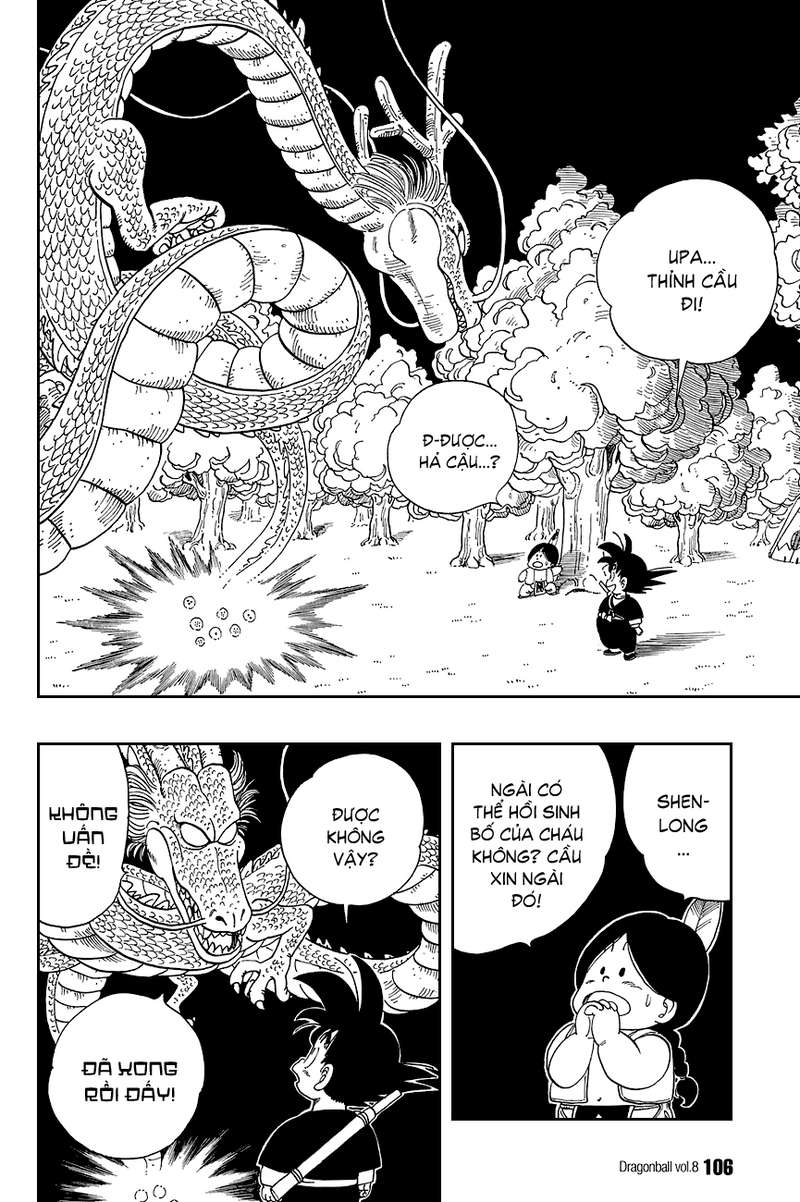 UPA...
THỈNH CẦU
ĐI!
Đ-ĐƯỢC...
HẢ CẬU...?
SHEN-
LONG
...
NGÀI CÓ
THỂ HỒI SINH
BỐ CỦA CHÁU
KHÔNG? CẦU
XIN NGÀI
ĐÓ!
ĐƯỢC
KHÔNG
VẬY?
KHÔNG
VẤN
ĐỀ!
ĐÃ XONG
RỒI ĐẤY!
Dragonball vol.8 106